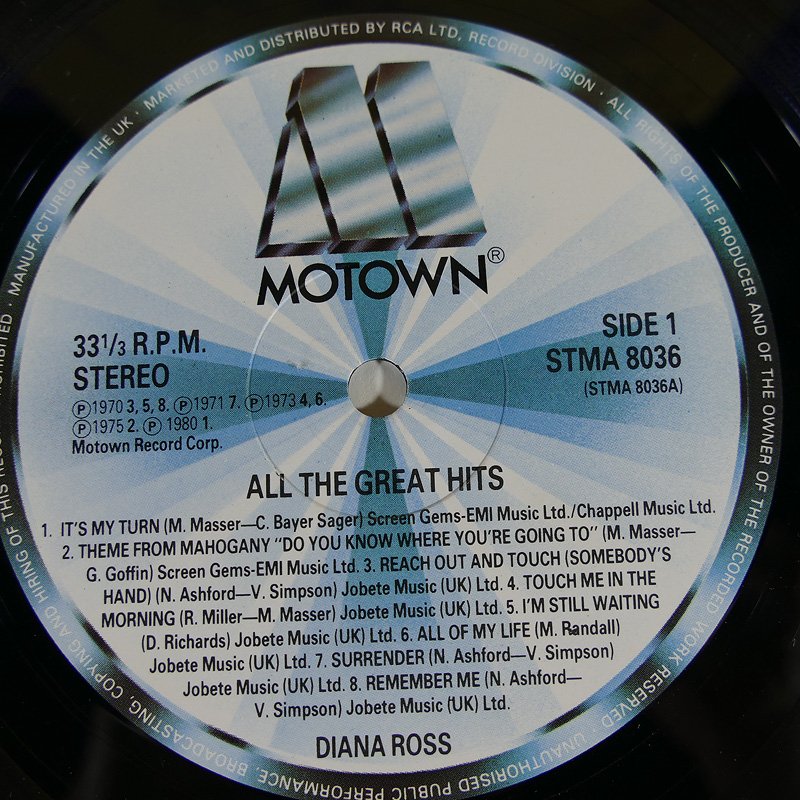 MOTOWN®
33⅓ R.P.M.
STEREO
SIDE 1
STMA 8036
(STMA 8036A)
Ⓟ1970 3, 5, 8. Ⓟ1971 7. Ⓟ1973 4, 6.
Ⓟ1975 2. Ⓟ 1980 1.
Motown Record Corp.
ALL THE GREAT HITS
1. IT'S MY TURN (M. Masser—C. Bayer Sager) Screen Gems-EMI Music Ltd./Chappell Music Ltd.
2. THEME FROM MAHOGANY "DO YOU KNOW WHERE YOU'RE GOING TO" (M. Masser—
G. Goffin) Screen Gems-EMI Music Ltd. 3. REACH OUT AND TOUCH (SOMEBODY'S
HAND) (N. Ashford—V. Simpson) Jobete Music (UK) Ltd. 4. TOUCH ME IN THE
MORNING (R. Miller—M. Masser) Jobete Music (UK) Ltd. 5. I'M STILL WAITING
(D. Richards) Jobete Music (UK) Ltd. 6. ALL OF MY LIFE (M. Randall)
Jobete Music (UK) Ltd. 7. SURRENDER (N. Ashford—V. Simpson)
Jobete Music (UK) Ltd. 8. REMEMBER ME (N. Ashford—
V. Simpson) Jobete Music (UK) Ltd.
DIANA ROSS
MANUFACTURED IN THE UK · MARKETED AND DISTRIBUTED BY RCA LTD, RECORD DIVISION · ALL RIGHTS OF THE PRODUCER AND OF THE OWNER OF THE RECORDED WORK RESERVED · UNAUTHORISED PUBLIC PERFORMANCE, BROADCASTING, COPYING AND HIRING OF THIS